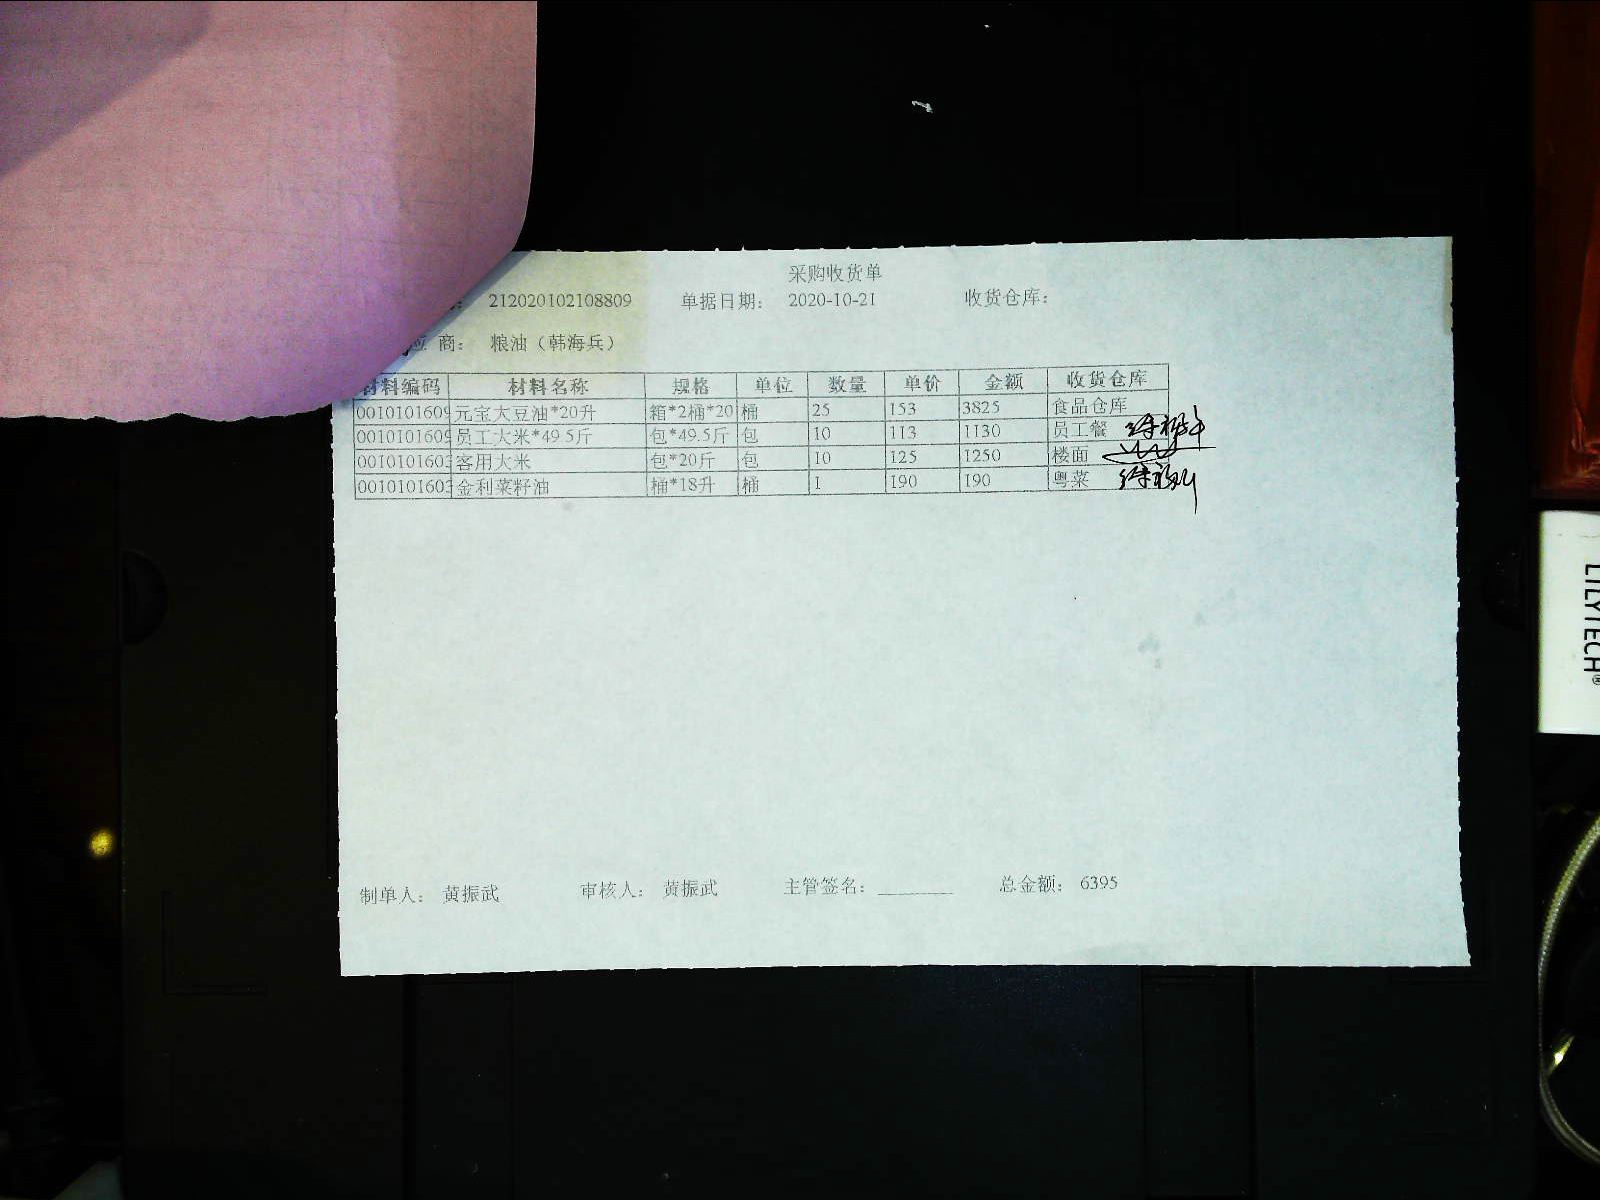 采购收货单
: 212020102108809 单据日期: 2020-10-21 收货仓库:
应 商: 粮油（韩海兵）
材料编码 材料名称 规格 单位 数量 单价 金额 收货仓库
0010101609 元宝大豆油*20升 箱*2桶*20 桶 25 153 3825 食品仓库
0010101609 员工大米*49.5斤 包*49.5斤 包 10 113 1130 员工餐
0010101603 客用大米 包*20斤 包 10 125 1250 楼面
0010101603 金利菜籽油 桶*18升 桶 1 190 190 粤菜
制单人: 黄振武 审核人: 黄振武 主管签名: 总金额: 6395
LILYTECH®